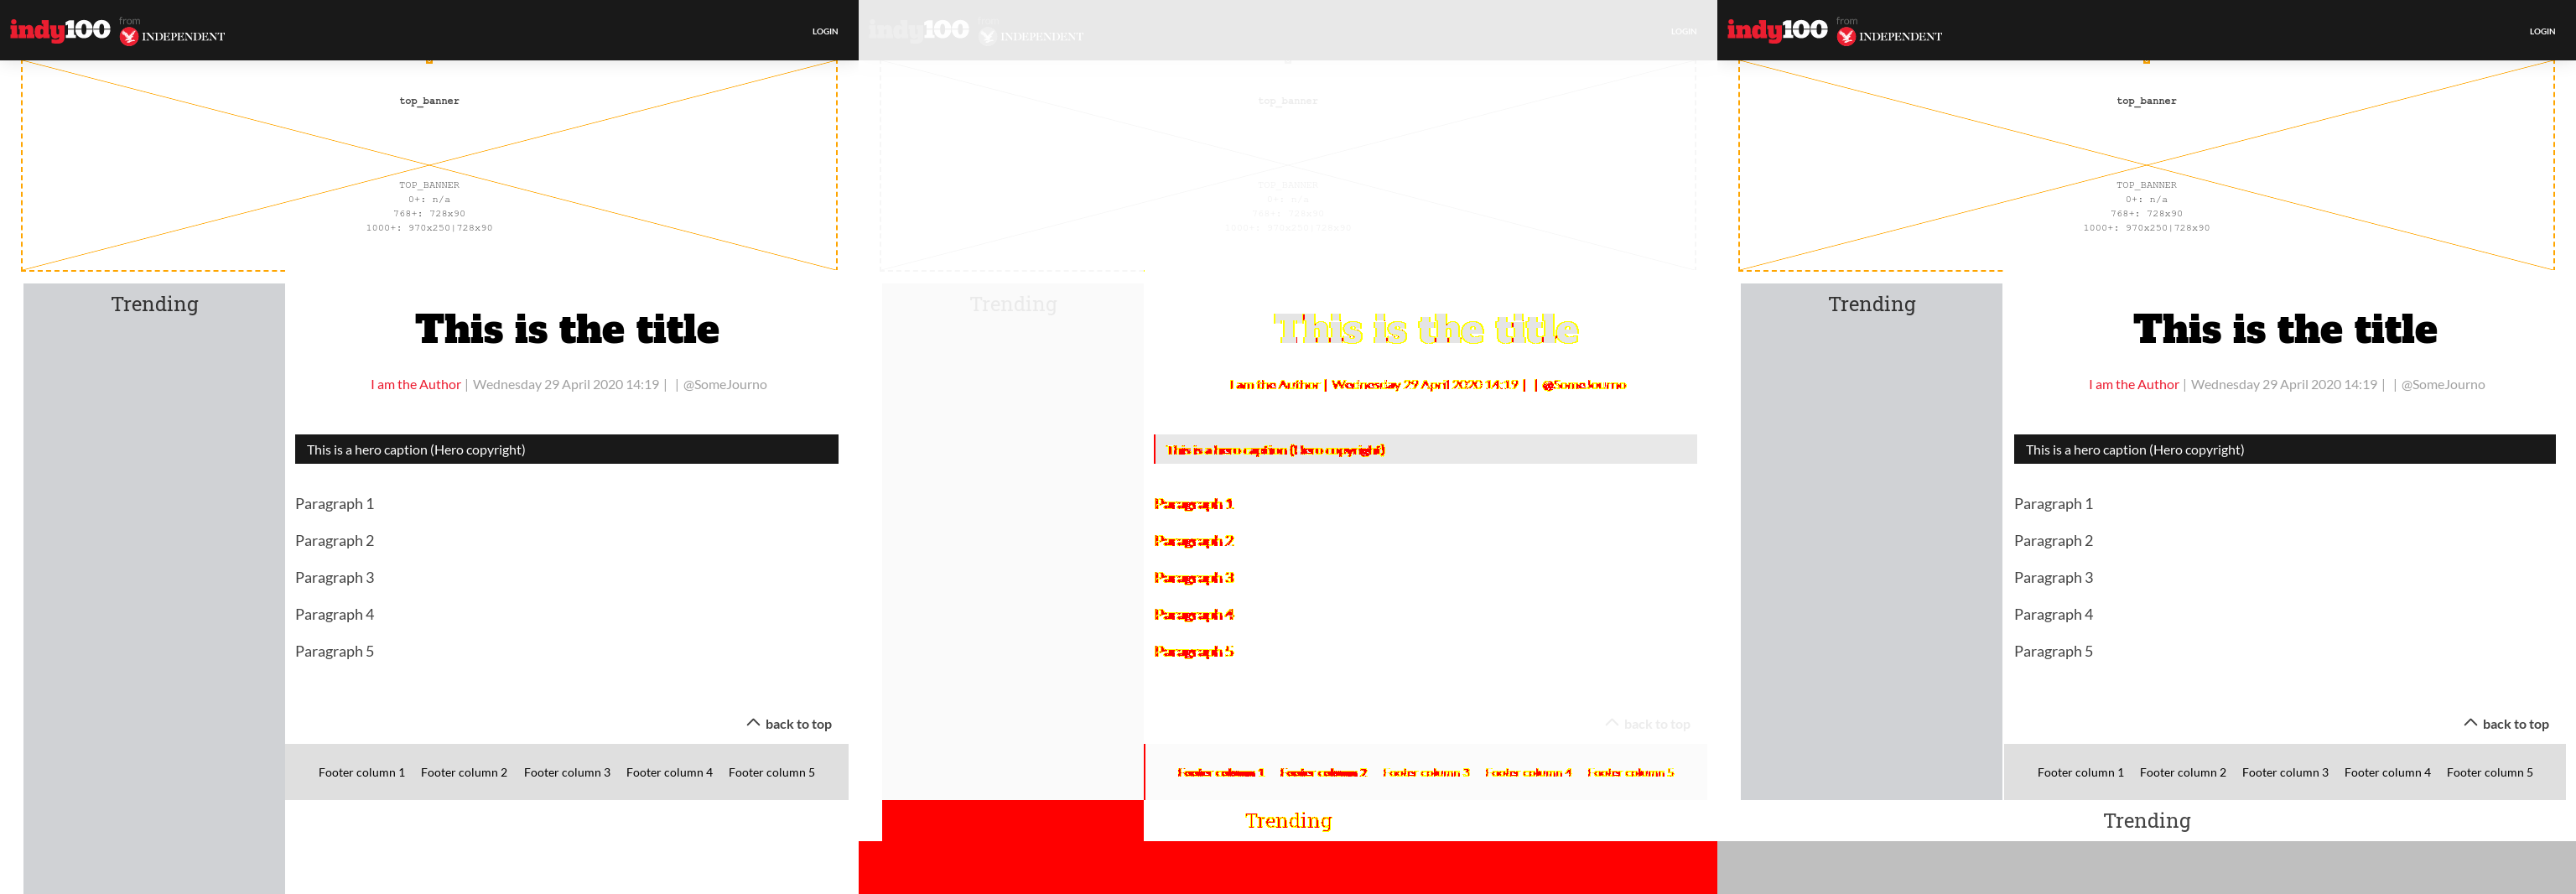 indy100 from
INDEPENDENT
LOGIN
top_banner
TOP_BANNER
0+: n/a
768+: 728x90
1000+: 970x250|728x90
Trending
This is the title
I am the Author | Wednesday 29 April 2020 14:19 | | @SomeJourno
This is a hero caption (Hero copyright)
Paragraph 1
Paragraph 2
Paragraph 3
Paragraph 4
Paragraph 5
back to top
Footer column 1 Footer column 2 Footer column 3 Footer column 4 Footer column 5
indy100 from
INDEPENDENT
LOGIN
top_banner
TOP_BANNER
0+: n/a
768+: 728x90
1000+: 970x250|728x90
Trending
This is the title
I am the Author | Wednesday 29 April 2020 14:19 | | @SomeJourno
This is a hero caption (Hero copyright)
Paragraph 1
Paragraph 2
Paragraph 3
Paragraph 4
Paragraph 5
back to top
Footer column 1 Footer column 2 Footer column 3 Footer column 4 Footer column 5
Trending
indy100 from
INDEPENDENT
LOGIN
top_banner
TOP_BANNER
0+: n/a
768+: 728x90
1000+: 970x250|728x90
Trending
This is the title
I am the Author | Wednesday 29 April 2020 14:19 | | @SomeJourno
This is a hero caption (Hero copyright)
Paragraph 1
Paragraph 2
Paragraph 3
Paragraph 4
Paragraph 5
back to top
Footer column 1 Footer column 2 Footer column 3 Footer column 4 Footer column 5
Trending